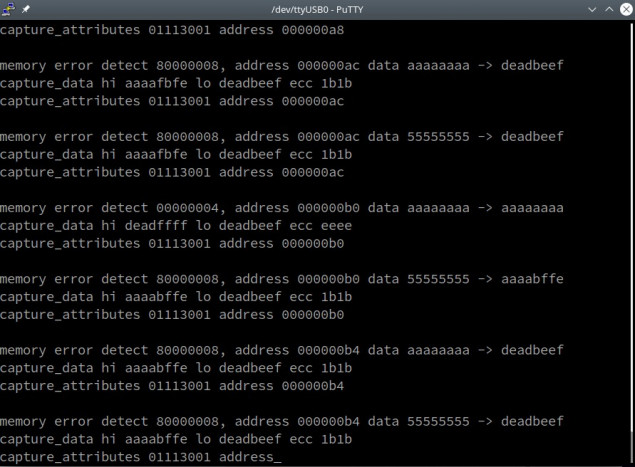 /dev/ttyUSB0 - PuTTY
capture_attributes 01113001 address 000000a8
memory error detect 80000008, address 000000ac data aaaaaaaa -> deadbeef
capture_data hi aaaafbfe lo deadbeef ecc 1b1b
capture_attributes 01113001 address 000000ac
memory error detect 80000008, address 000000ac data 55555555 -> deadbeef
capture_data hi aaaafbfe lo deadbeef ecc 1b1b
capture_attributes 01113001 address 000000ac
memory error detect 00000004, address 000000b0 data aaaaaaaa -> aaaaaaaa
capture_data hi deadffff lo deadbeef ecc eeee
capture_attributes 01113001 address 000000b0
memory error detect 80000008, address 000000b0 data 55555555 -> aaaabffe
capture_data hi aaaabffe lo deadbeef ecc 1b1b
capture_attributes 01113001 address 000000b0
memory error detect 80000008, address 000000b4 data aaaaaaaa -> deadbeef
capture_data hi aaaabffe lo deadbeef ecc 1b1b
capture_attributes 01113001 address 000000b4
memory error detect 80000008, address 000000b4 data 55555555 -> deadbeef
capture_data hi aaaabffe lo deadbeef ecc 1b1b
capture_attributes 01113001 address_